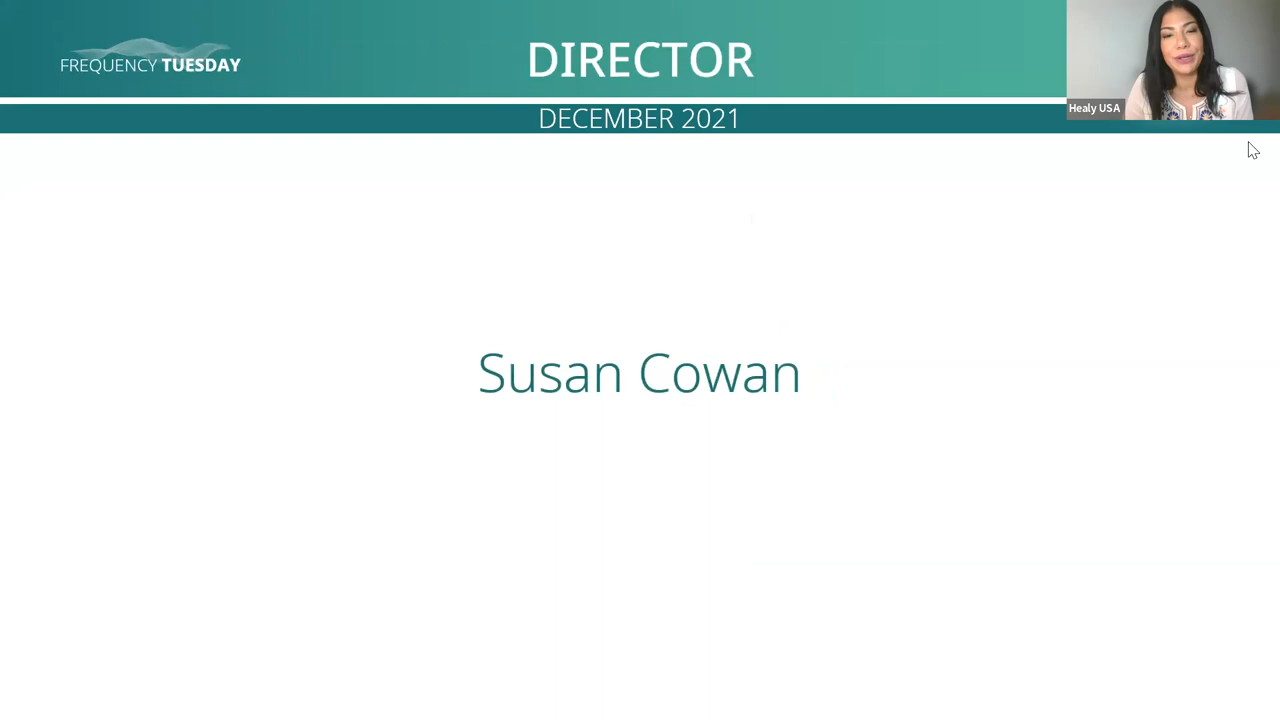 FREQUENCY TUESDAY
DIRECTOR
DECEMBER 2021
Healy USA
Susan Cowan